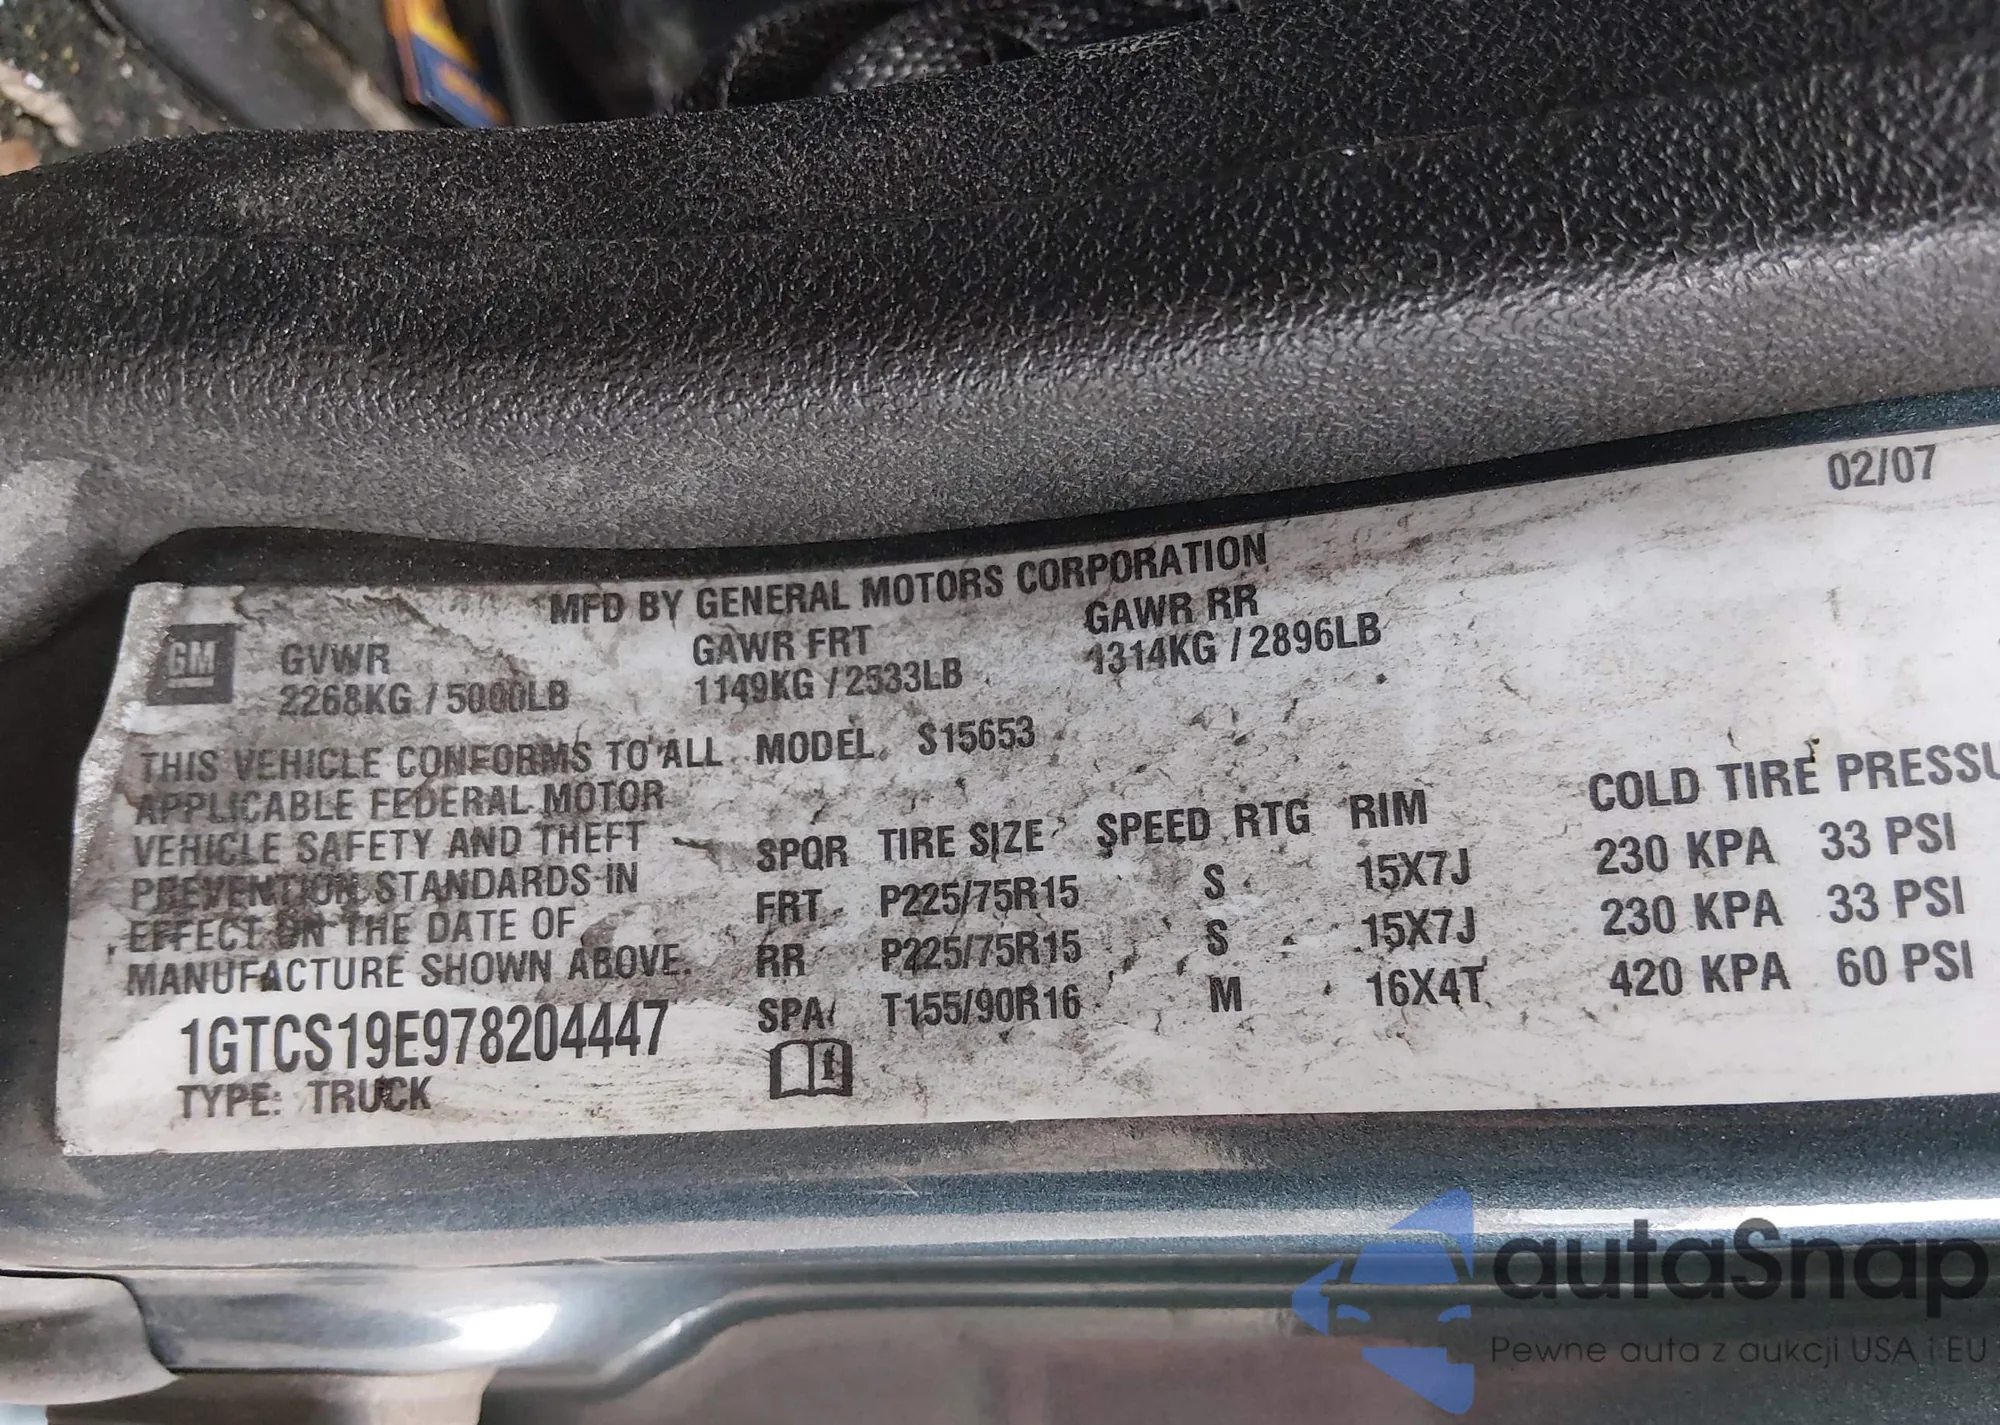 02/07
MFD BY GENERAL MOTORS CORPORATION
GM
GVWR GAWR FRT GAWR RR
2268KG / 5000LB 1149KG / 2533LB 1314KG / 2896LB
THIS VEHICLE CONFORMS TO ALL MODEL S15653
APPLICABLE FEDERAL MOTOR
VEHICLE SAFETY AND THEFT
PREVENTION STANDARDS IN
EFFECT ON THE DATE OF
MANUFACTURE SHOWN ABOVE.
1GTCS19E978204447
TYPE: TRUCK
SPQR TIRE SIZE SPEED RTG RIM COLD TIRE PRESSU
FRT P225/75R15 S 15X7J 230 KPA 33 PSI
RR P225/75R15 S 15X7J 230 KPA 33 PSI
SPA T155/90R16 M 16X4T 420 KPA 60 PSI
autaSnap
Pewne auta z aukcji USA i EU